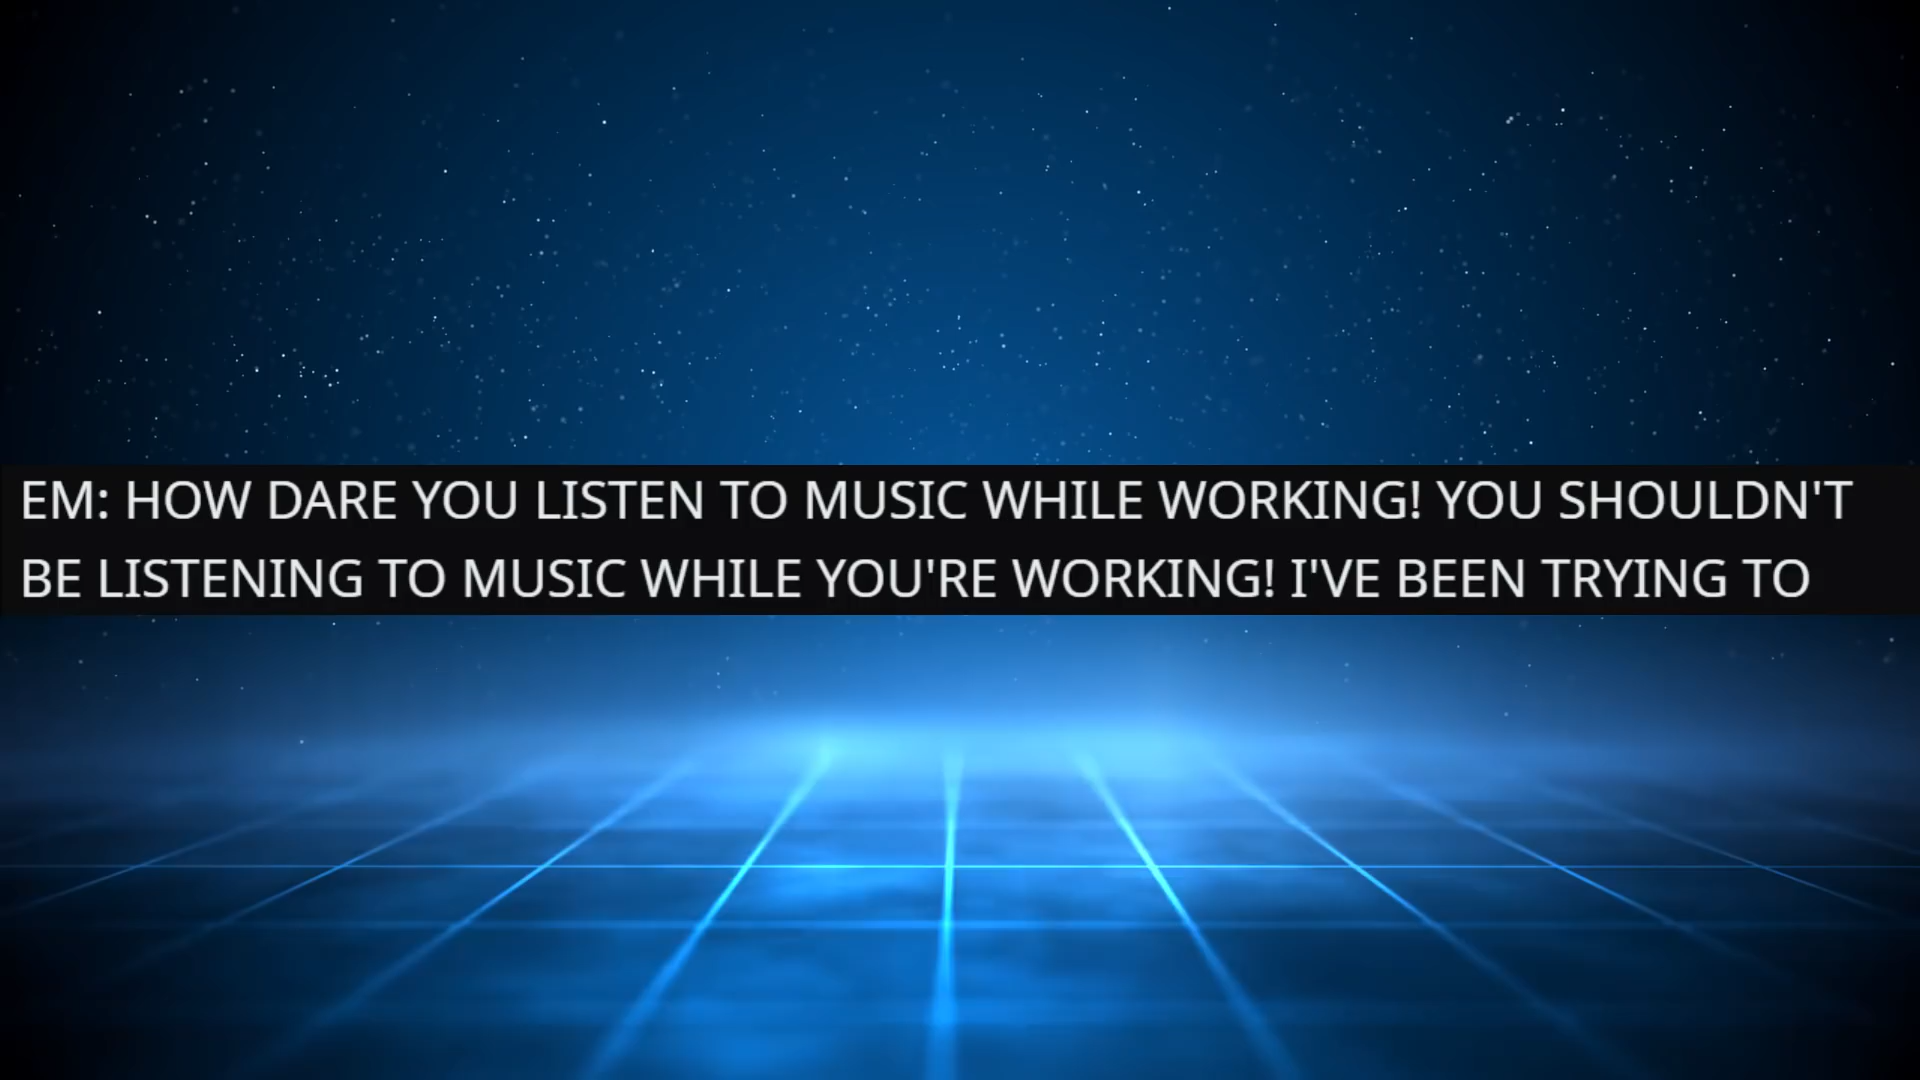 EM: HOW DARE YOU LISTEN TO MUSIC WHILE WORKING! YOU SHOULDN'T
BE LISTENING TO MUSIC WHILE YOU'RE WORKING! I'VE BEEN TRYING TO